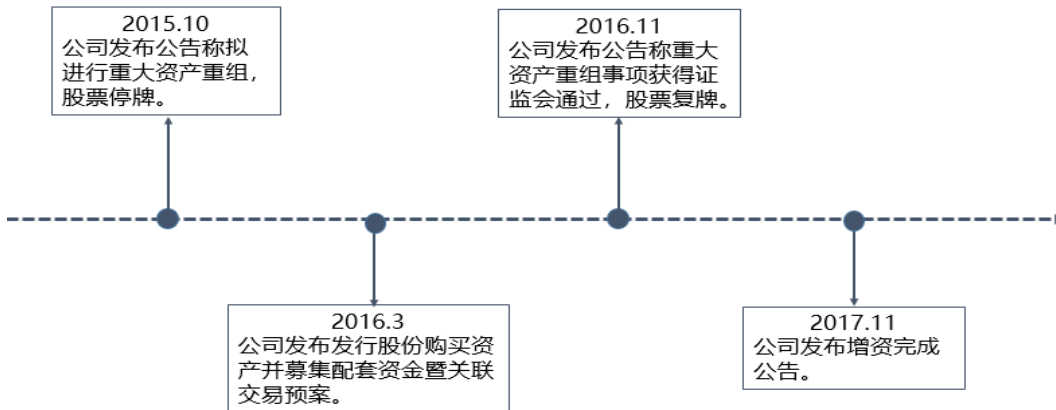 2015.10
公司发布公告称拟
进行重大资产重组，
股票停牌。
2016.11
公司发布公告称重大
资产重组事项获得证
监会通过，股票复牌。
2016.3
公司发布发行股份购买资
产并募集配套资金暨关联
交易预案。
2017.11
公司发布增资完成
公告。